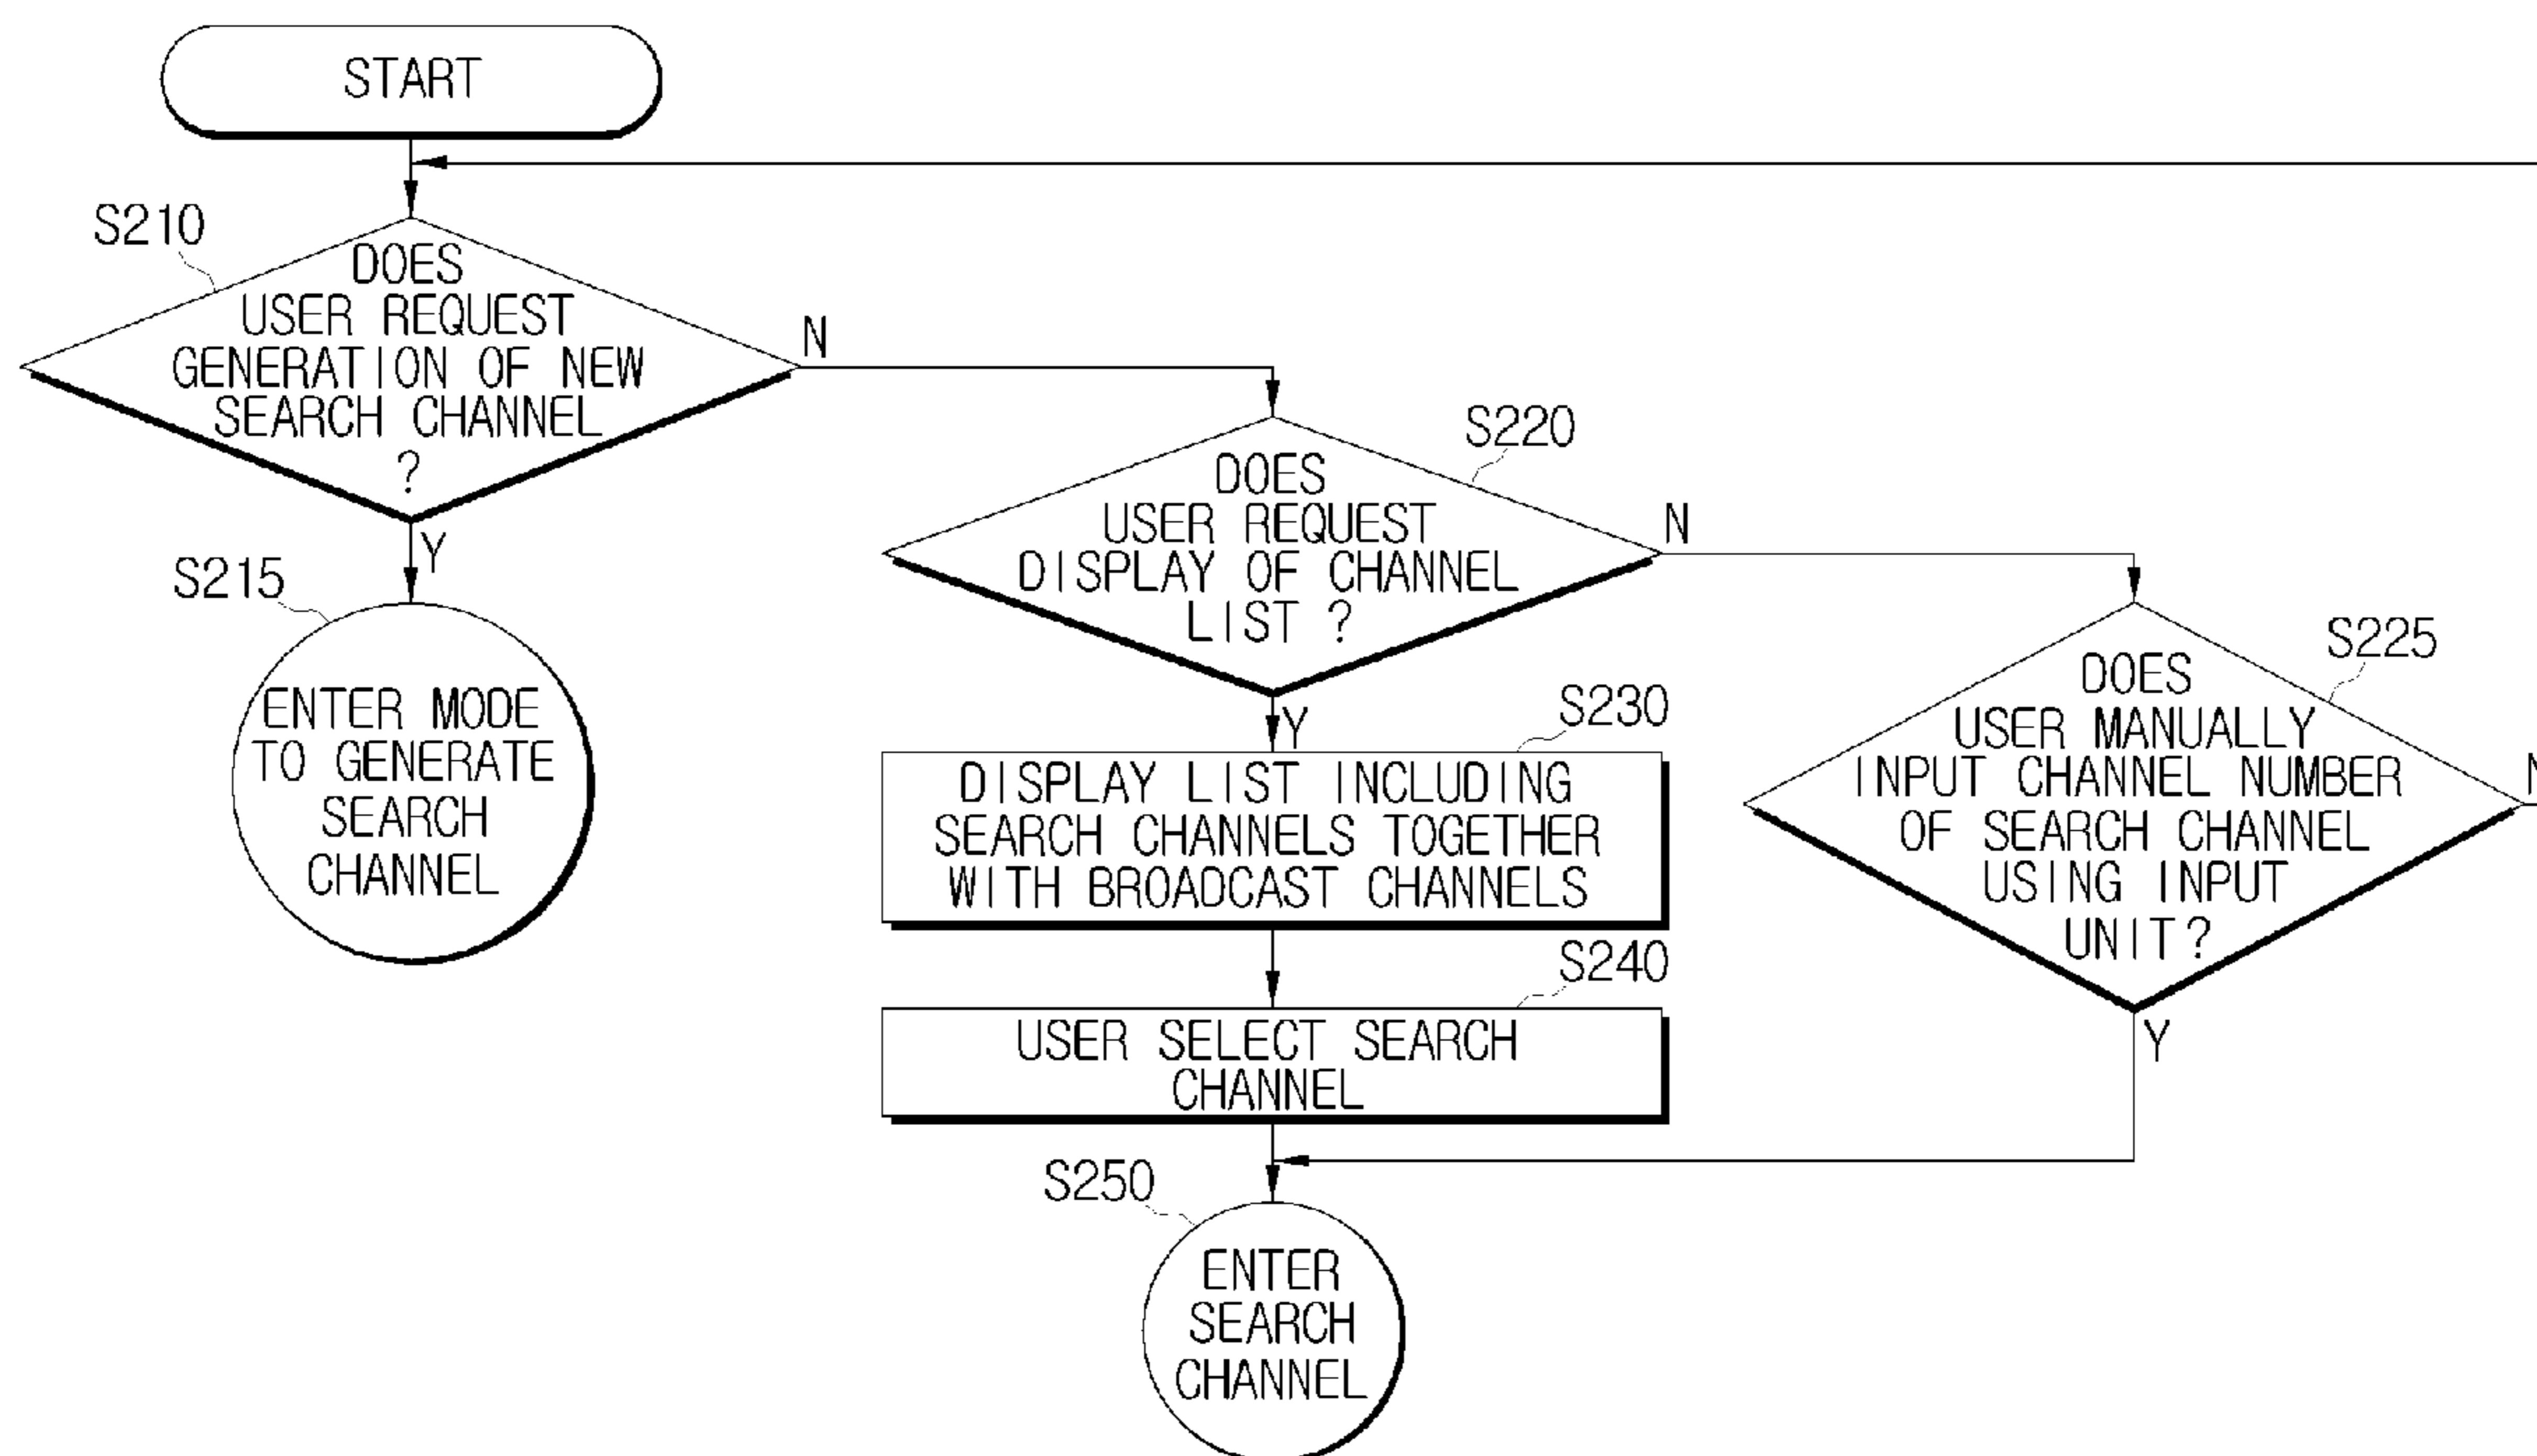 START
S210
DOES
USER REQUEST
GENERATION OF NEW
SEARCH CHANNEL
?
N
Y
S215
ENTER MODE
TO GENERATE
SEARCH
CHANNEL
S220
DOES
USER REQUEST
DISPLAY OF CHANNEL
LIST ?
N
Y
S230
DISPLAY LIST INCLUDING
SEARCH CHANNELS TOGETHER
WITH BROADCAST CHANNELS
S225
DOES
USER MANUALLY
INPUT CHANNEL NUMBER
OF SEARCH CHANNEL
USING INPUT
UNIT?
N
Y
S240
USER SELECT SEARCH
CHANNEL
S250
ENTER
SEARCH
CHANNEL